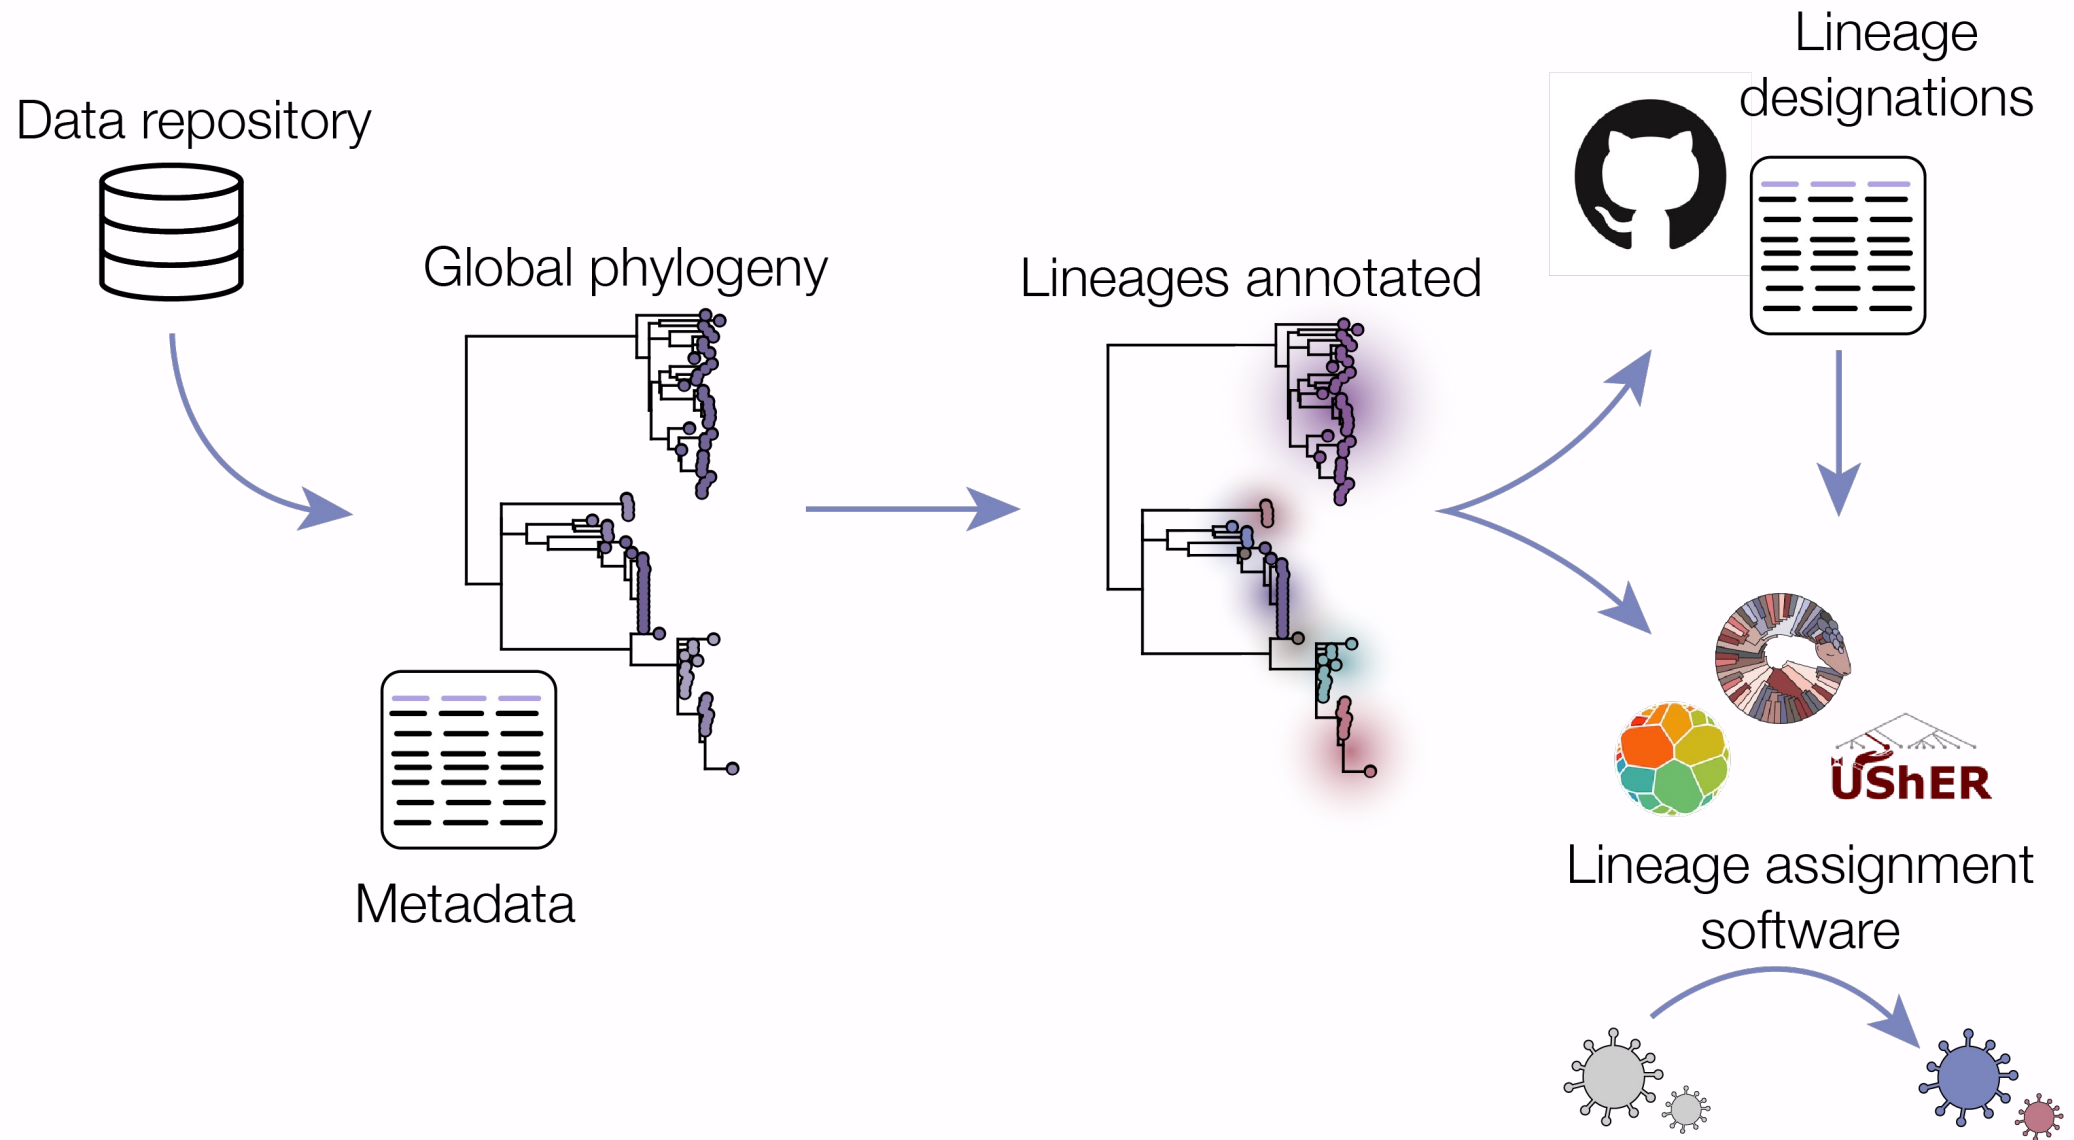 Data repository
Global phylogeny
Metadata
Lineages annotated
Lineage
designations
UShER
Lineage assignment
software